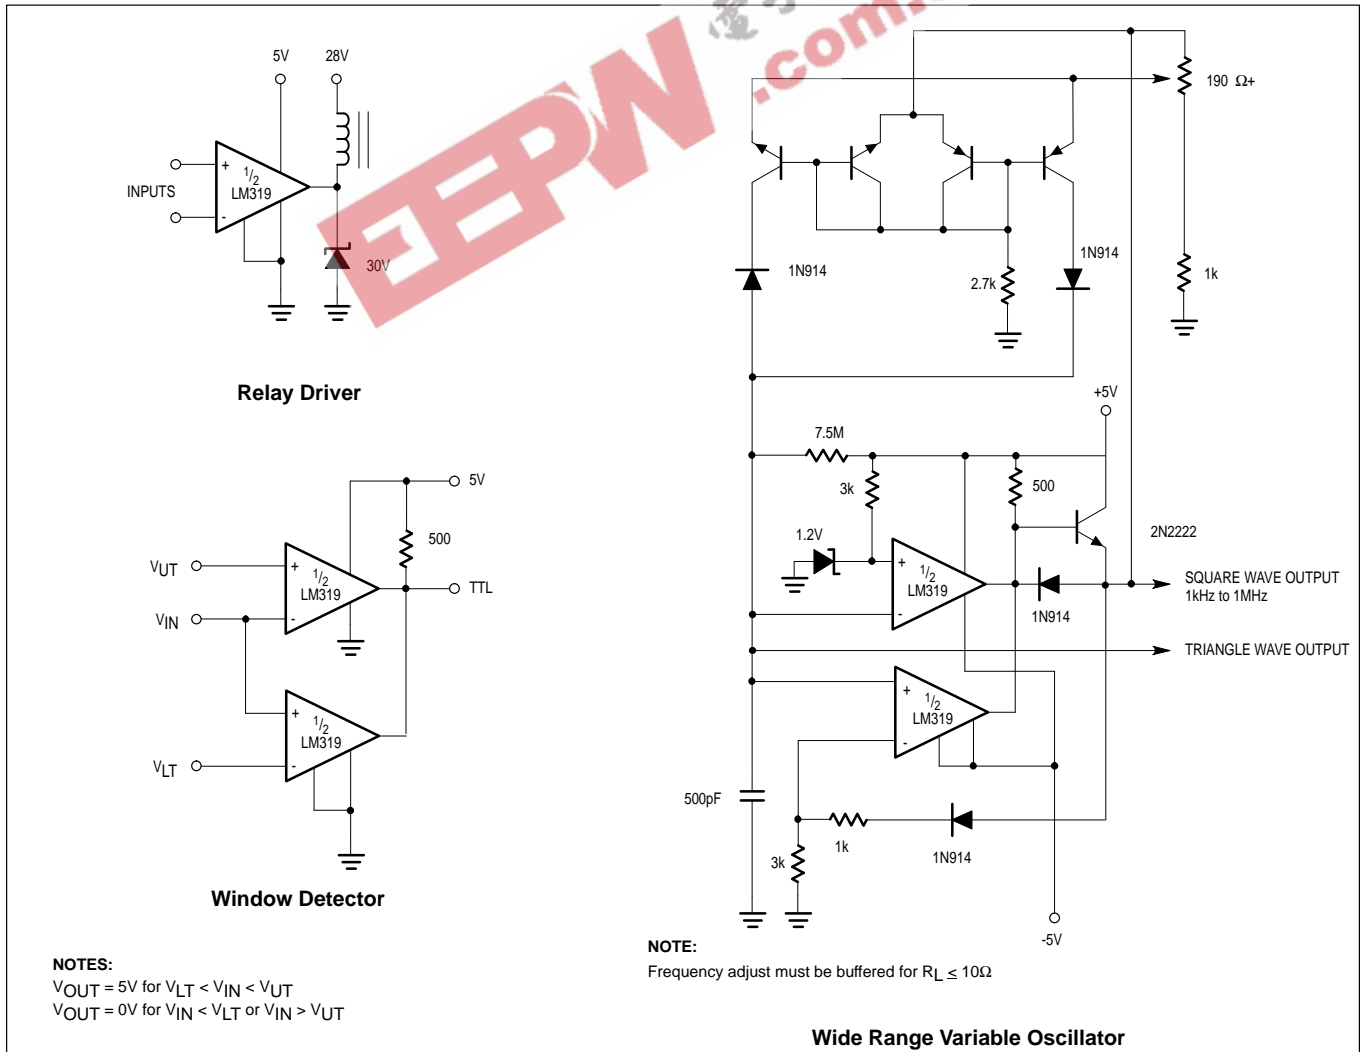 EEPW
.com.
5V
28V
INPUTS
+
-
1/2
LM319
30V
Relay Driver
VUT
VIN
VLT
+
-
1/2
LM319
+
-
1/2
LM319
5V
500
TTL
Window Detector
NOTES:
VOUT = 5V for VLT < VIN < VUT
VOUT = 0V for VIN < VLT or VIN > VUT
190 Ω+
1N914
2.7k
1N914
1k
+5V
7.5M
3k
500
1.2V
2N2222
+
-
1/2
LM319
1N914
SQUARE WAVE OUTPUT
1kHz to 1MHz
TRIANGLE WAVE OUTPUT
+
-
1/2
LM319
500pF
3k
1k
1N914
-5V
NOTE:
Frequency adjust must be buffered for RL ≤ 10Ω
Wide Range Variable Oscillator